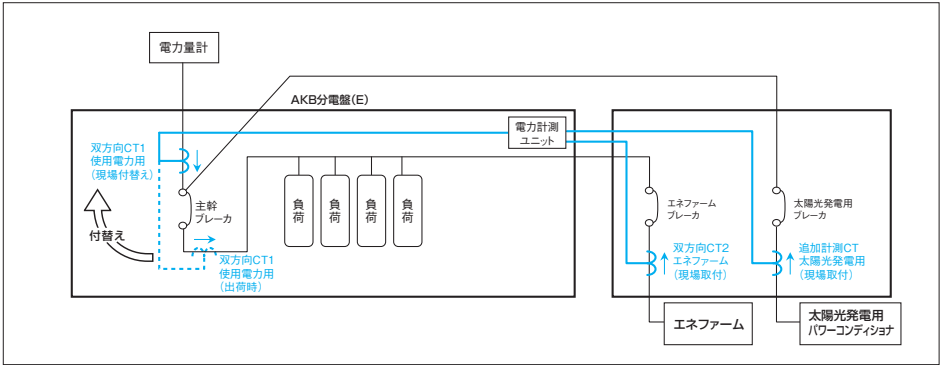 電力量計
AKB分電盤(E)
電力計測
ユニット
双方向CT1
使用電力用
(現場付替え)
主幹
ブレーカ
付替え
双方向CT1
使用電力用
(出荷時)
負荷
負荷
負荷
負荷
エネファーム
ブレーカ
太陽光発電用
ブレーカ
双方向CT2
エネファーム
(現場取付)
追加計測CT
太陽光発電用
(現場取付)
エネファーム
太陽光発電用
パワーコンディショナ